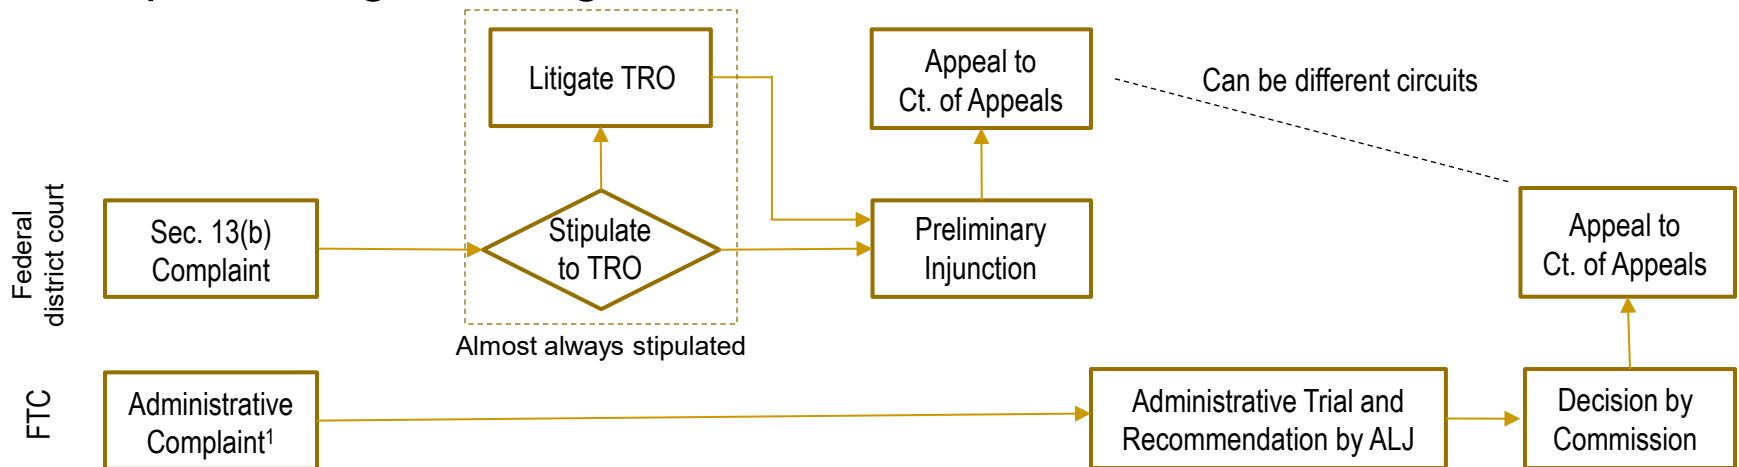 Litigate TRO
Appeal to
Ct. of Appeals
Can be different circuits
Federal
district court
Sec. 13(b)
Complaint
Stipulate
to TRO
Preliminary
Injunction
Appeal to
Ct. of Appeals
Almost always stipulated
FTC
Administrative
Complaint¹
Administrative Trial and
Recommendation by ALJ
Decision by
Commission